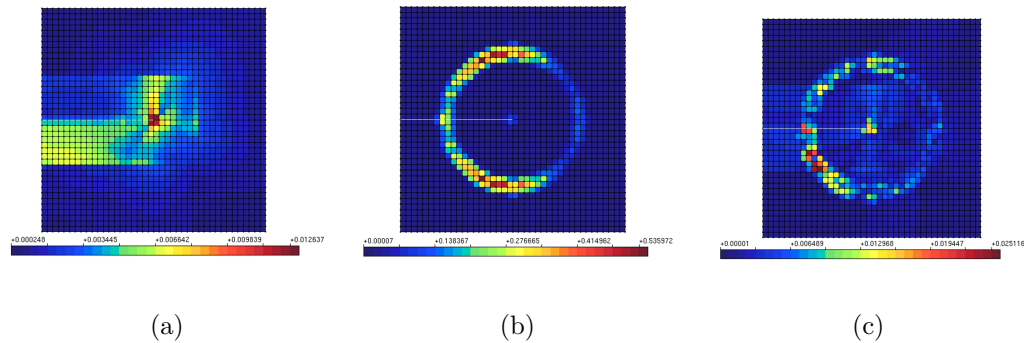 +0.000248 +0.003445 +0.006642 +0.009839 +0.012637
+0.00007 +0.138367 +0.276665 +0.414962 +0.535972
+0.00001 +0.006489 +0.012968 +0.019447 +0.025116
(a) (b) (c)